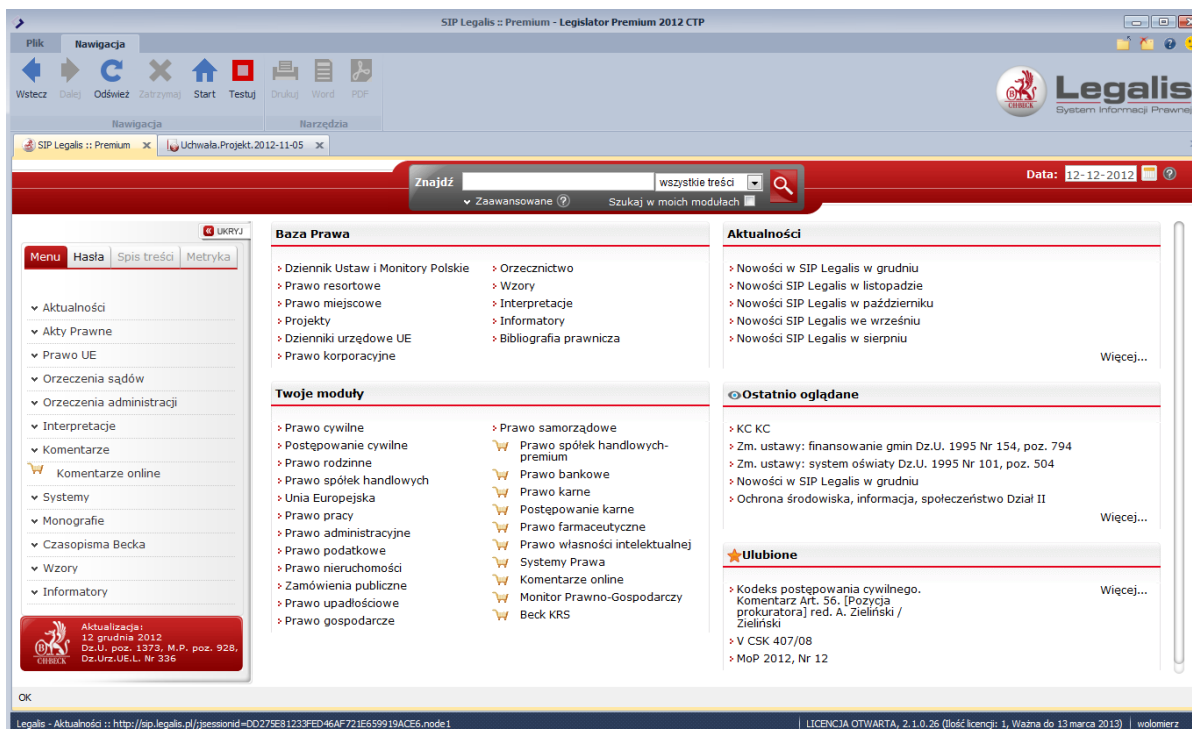 SIP Legalis :: Premium - Legislator Premium 2012 CTP
Plik Nawigacja
Wstecz Dalej Odśwież Zatrzymaj Start Testuj Drukuj Word PDF
Nawigacja Narzędzia
CH·BECK
Legalis
System Informacji Prawnej
SIP Legalis :: Premium Uchwała.Projekt.2012-11-05
Znajdź wszystkie treści
Zaawansowane Szukaj w moich modułach
Data: 12-12-2012
UKRYJ
Menu Hasła Spis treści Metryka
Aktualności
Akty Prawne
Prawo UE
Orzeczenia sądów
Orzeczenia administracji
Interpretacje
Komentarze
Komentarze online
Systemy
Monografie
Czasopisma Becka
Wzory
Informatory
CH·BECK
Aktualizacja:
12 grudnia 2012
Dz.U. poz. 1373, M.P. poz. 928,
Dz.Urz.UE.L. Nr 336
Baza Prawa
Dziennik Ustaw i Monitory Polskie
Prawo resortowe
Prawo miejscowe
Projekty
Dzienniki urzędowe UE
Prawo korporacyjne
Orzecznictwo
Wzory
Interpretacje
Informatory
Bibliografia prawnicza
Twoje moduły
Prawo cywilne
Postępowanie cywilne
Prawo rodzinne
Prawo spółek handlowych
Unia Europejska
Prawo pracy
Prawo administracyjne
Prawo podatkowe
Prawo nieruchomości
Zamówienia publiczne
Prawo upadłościowe
Prawo gospodarcze
Prawo samorządowe
Prawo spółek handlowych-
premium
Prawo bankowe
Prawo karne
Postępowanie karne
Prawo farmaceutyczne
Prawo własności intelektualnej
Systemy Prawa
Komentarze online
Monitor Prawno-Gospodarczy
Beck KRS
Aktualności
Nowości w SIP Legalis w grudniu
Nowości SIP Legalis w listopadzie
Nowości SIP Legalis w październiku
Nowości SIP Legalis we wrześniu
Nowości SIP Legalis w sierpniu
Więcej...
Ostatnio oglądane
KC KC
Zm. ustawy: finansowanie gmin Dz.U. 1995 Nr 154, poz. 794
Zm. ustawy: system oświaty Dz.U. 1995 Nr 101, poz. 504
Nowości w SIP Legalis w grudniu
Ochrona środowiska, informacja, społeczeństwo Dział II
Więcej...
Ulubione
Kodeks postępowania cywilnego.
Komentarz Art. 56. [Pozycja
prokuratora] red. A. Zieliński /
Zieliński
Więcej...
V CSK 407/08
MoP 2012, Nr 12
OK
Legalis - Aktualności :: http://sip.legalis.pl/;jsessionid=DD275E81233FED46AF721E659919ACE6.node1
LICENCJA OTWARTA, 2.1.0.26 (Ilość licencji: 1, Ważna do 13 marca 2013) wolomierz